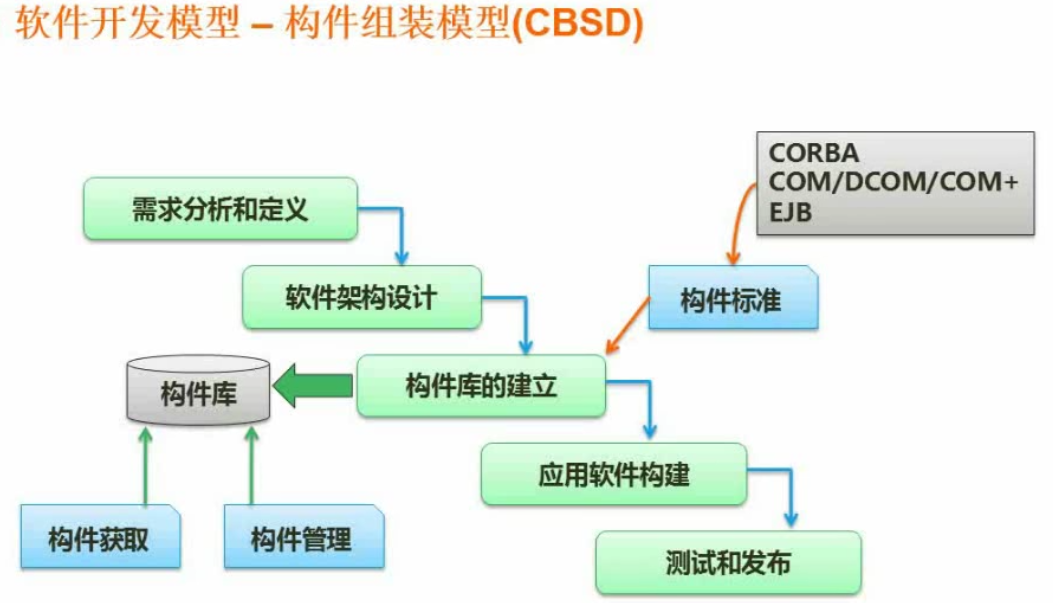 软件开发模型 – 构件组装模型(CBSD)
CORBA
COM/DCOM/COM+
EJB
需求分析和定义
软件架构设计
构件标准
构件库
构件库的建立
应用软件构建
构件获取
构件管理
测试和发布